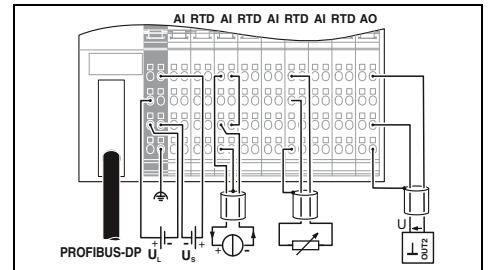 AI RTD AI RTD AI RTD AI RTD AO
+ - - +
+ -
U
PROFIBUS-DP UL US
OUT2